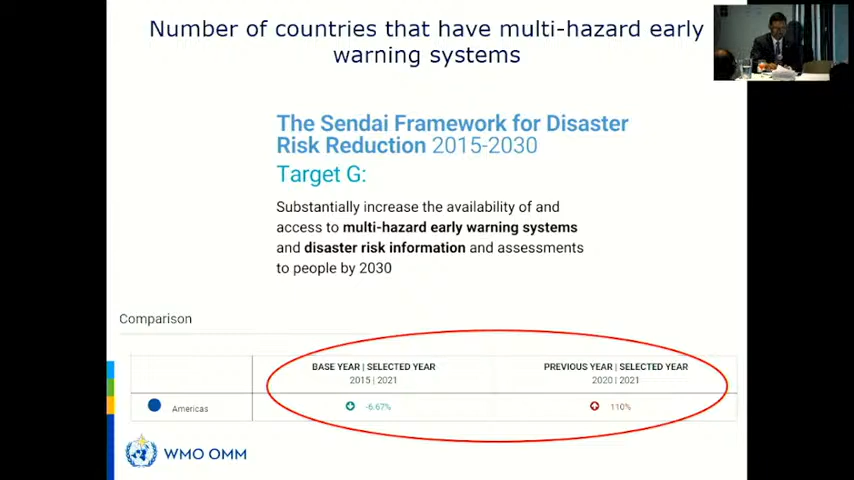 Number of countries that have multi-hazard early
warning systems
The Sendai Framework for Disaster
Risk Reduction 2015-2030
Target G:
Substantially increase the availability of and
access to multi-hazard early warning systems
and disaster risk information and assessments
to people by 2030
Comparison
BASE YEAR | SELECTED YEAR
2015 | 2021
PREVIOUS YEAR | SELECTED YEAR
2020 | 2021
Americas
-6.67%
110%
WMO OMM